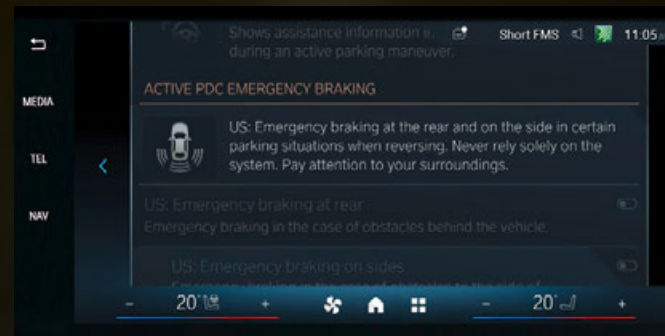 Shows assistance information
during an active parking maneuver.
Short FMS
11:05
ACTIVE PDC EMERGENCY BRAKING
MEDIA
US: Emergency braking at the rear and on the side in certain
parking situations when reversing. Never rely solely on the
system. Pay attention to your surroundings.
TEL
NAV
US: Emergency braking at rear
Emergency braking in the case of obstacles behind the vehicle.
US: Emergency braking on sides
- 20° + - 20° +